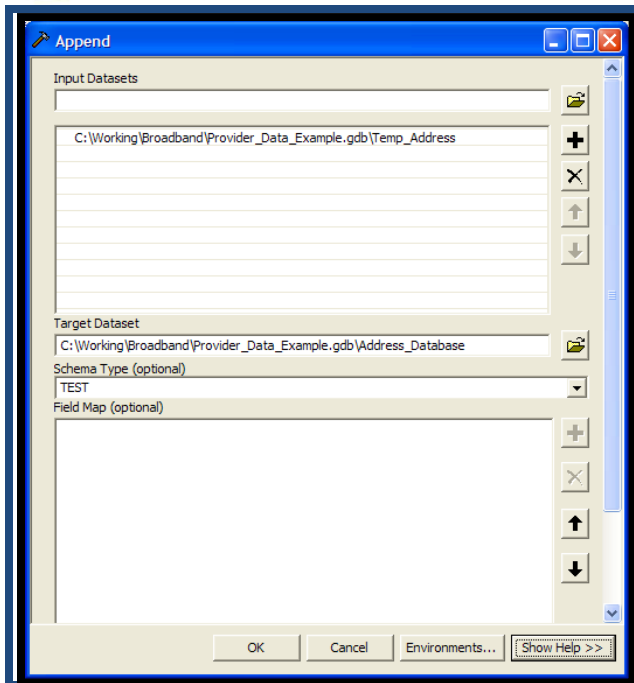 Append
Input Datasets
C:\Working\Broadband\Provider_Data_Example.gdb\Temp_Address
Target Dataset
C:\Working\Broadband\Provider_Data_Example.gdb\Address_Database
Schema Type (optional)
TEST
Field Map (optional)
OK Cancel Environments... Show Help >>